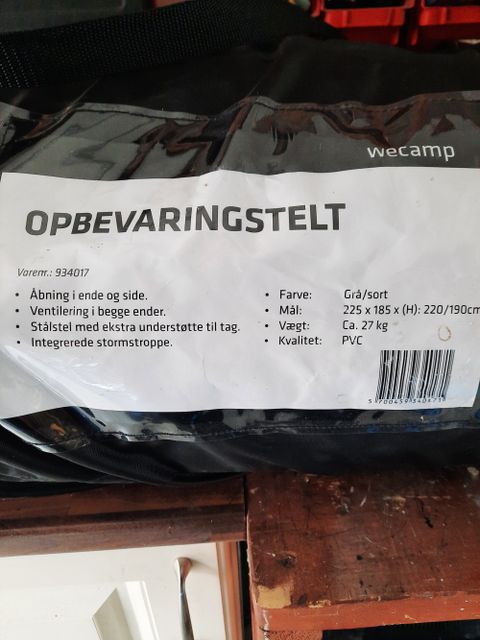 wecamp
OPBEVARINGSTELT
Varenr.: 934017
• Åbning i ende og side.
• Ventilering i begge ender.
• Stålstel med ekstra understøtte til tag.
• Integrerede stormstroppe.
• Farve: Grå/sort
• Mål: 225 x 185 x (H): 220/190cm
• Vægt: Ca. 27 kg
• Kvalitet: PVC